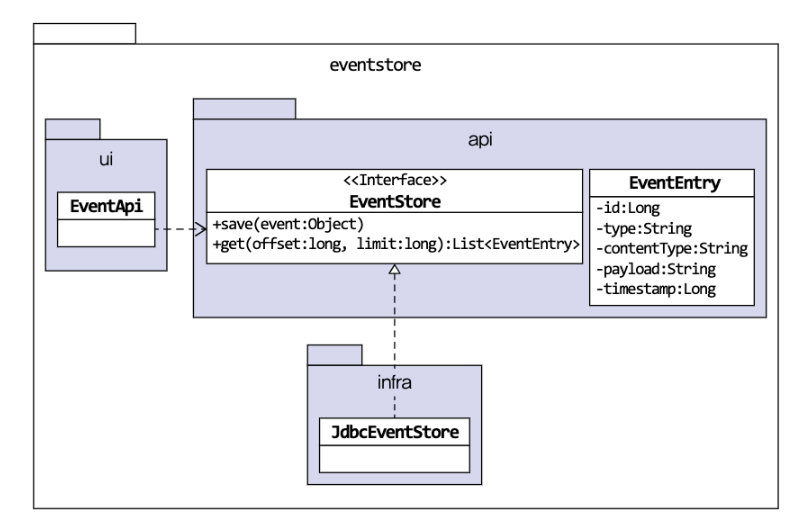 eventstore
ui
EventApi
api
<<Interface>>
EventStore
+save(event:Object)
+get(offset:long, limit:long):List<EventEntry>
EventEntry
-id:Long
-type:String
-contentType:String
-payload:String
-timestamp:Long
infra
JdbcEventStore